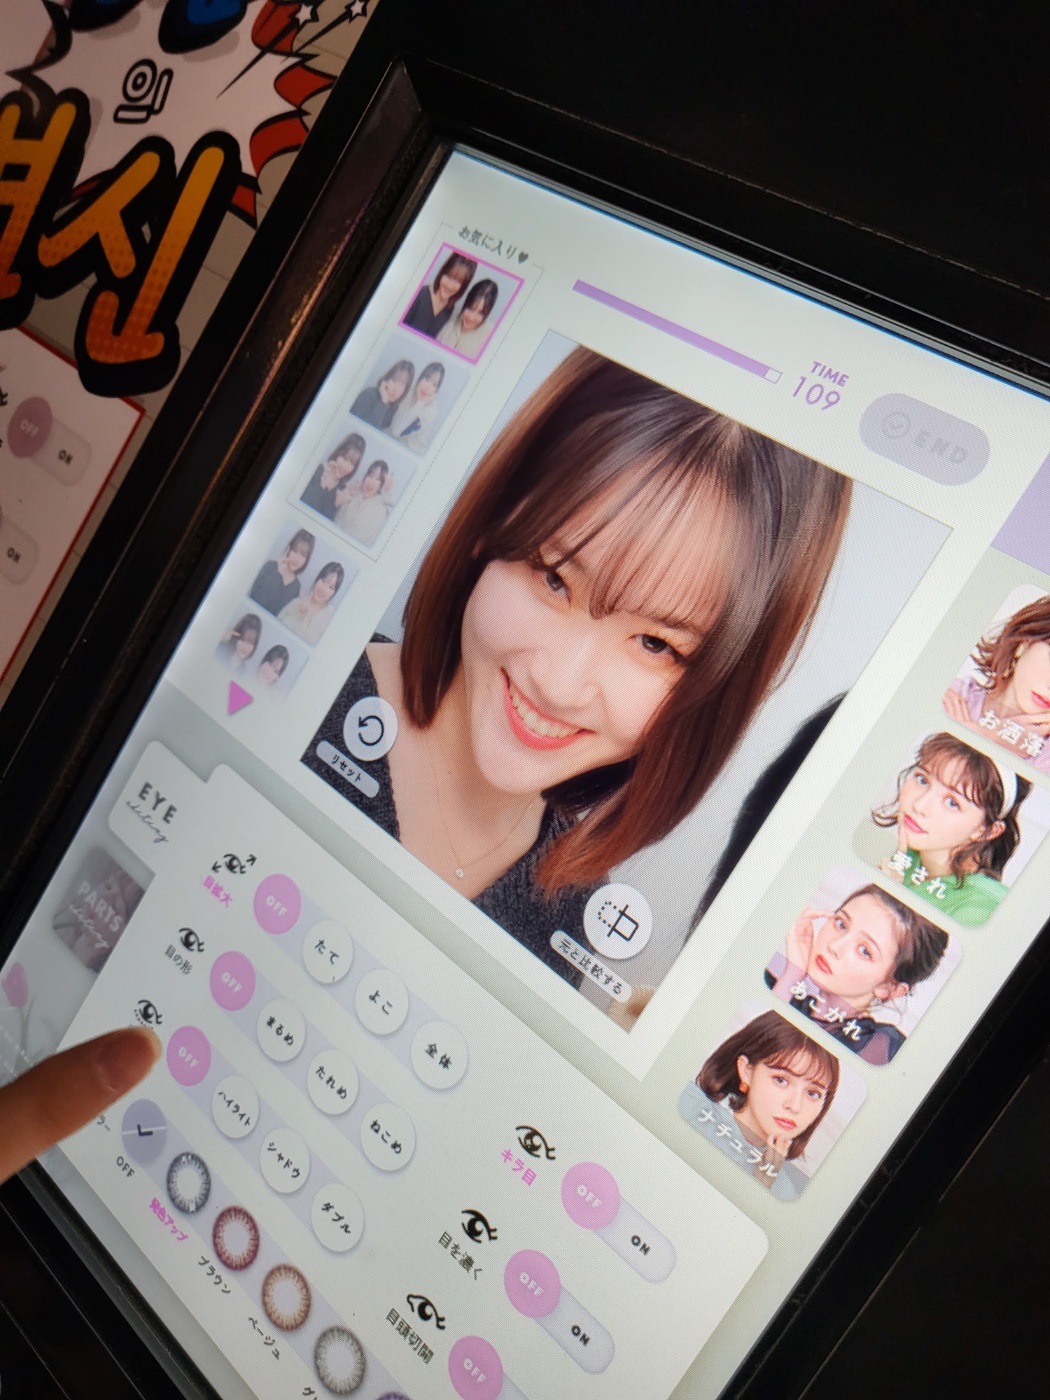 의
변신
OFF
ON
ON
お気に入り♥
TIME
109
END
リセット
元と比較する
お洒落
愛され
あこがれ
ナチュラル
EYE
editing
PARTS
editing
目拡大
OFF
たて
よこ
全体
目の形
OFF
まるめ
たれめ
ねこめ
OFF
ハイライト
シャドウ
ダブル
OFF
発色アップ
ブラウン
ベージュ
キラ目
OFF
ON
目を濃く
OFF
ON
目頭切開
OFF